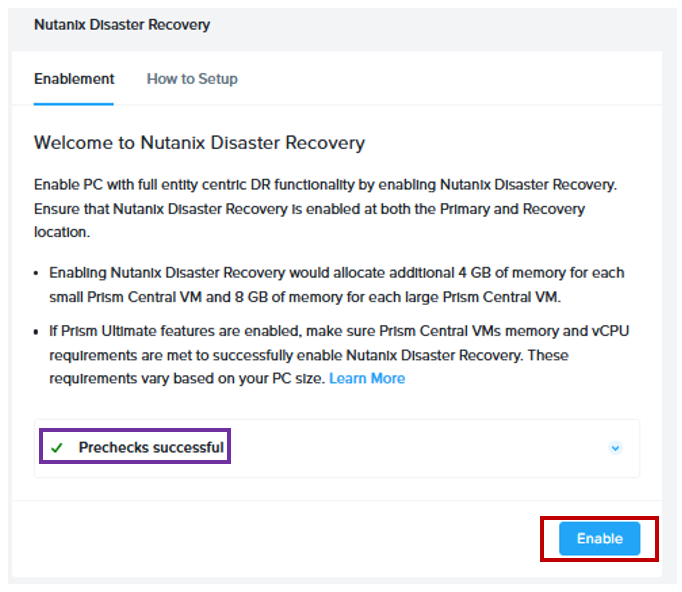 Nutanix Disaster Recovery
Enablement How to Setup
Welcome to Nutanix Disaster Recovery
Enable PC with full entity centric DR functionality by enabling Nutanix Disaster Recovery.
Ensure that Nutanix Disaster Recovery is enabled at both the Primary and Recovery
location.
• Enabling Nutanix Disaster Recovery would allocate additional 4 GB of memory for each
small Prism Central VM and 8 GB of memory for each large Prism Central VM.
• If Prism Ultimate features are enabled, make sure Prism Central VMs memory and vCPU
requirements are met to successfully enable Nutanix Disaster Recovery. These
requirements vary based on your PC size. Learn More
Prechecks successful
Enable